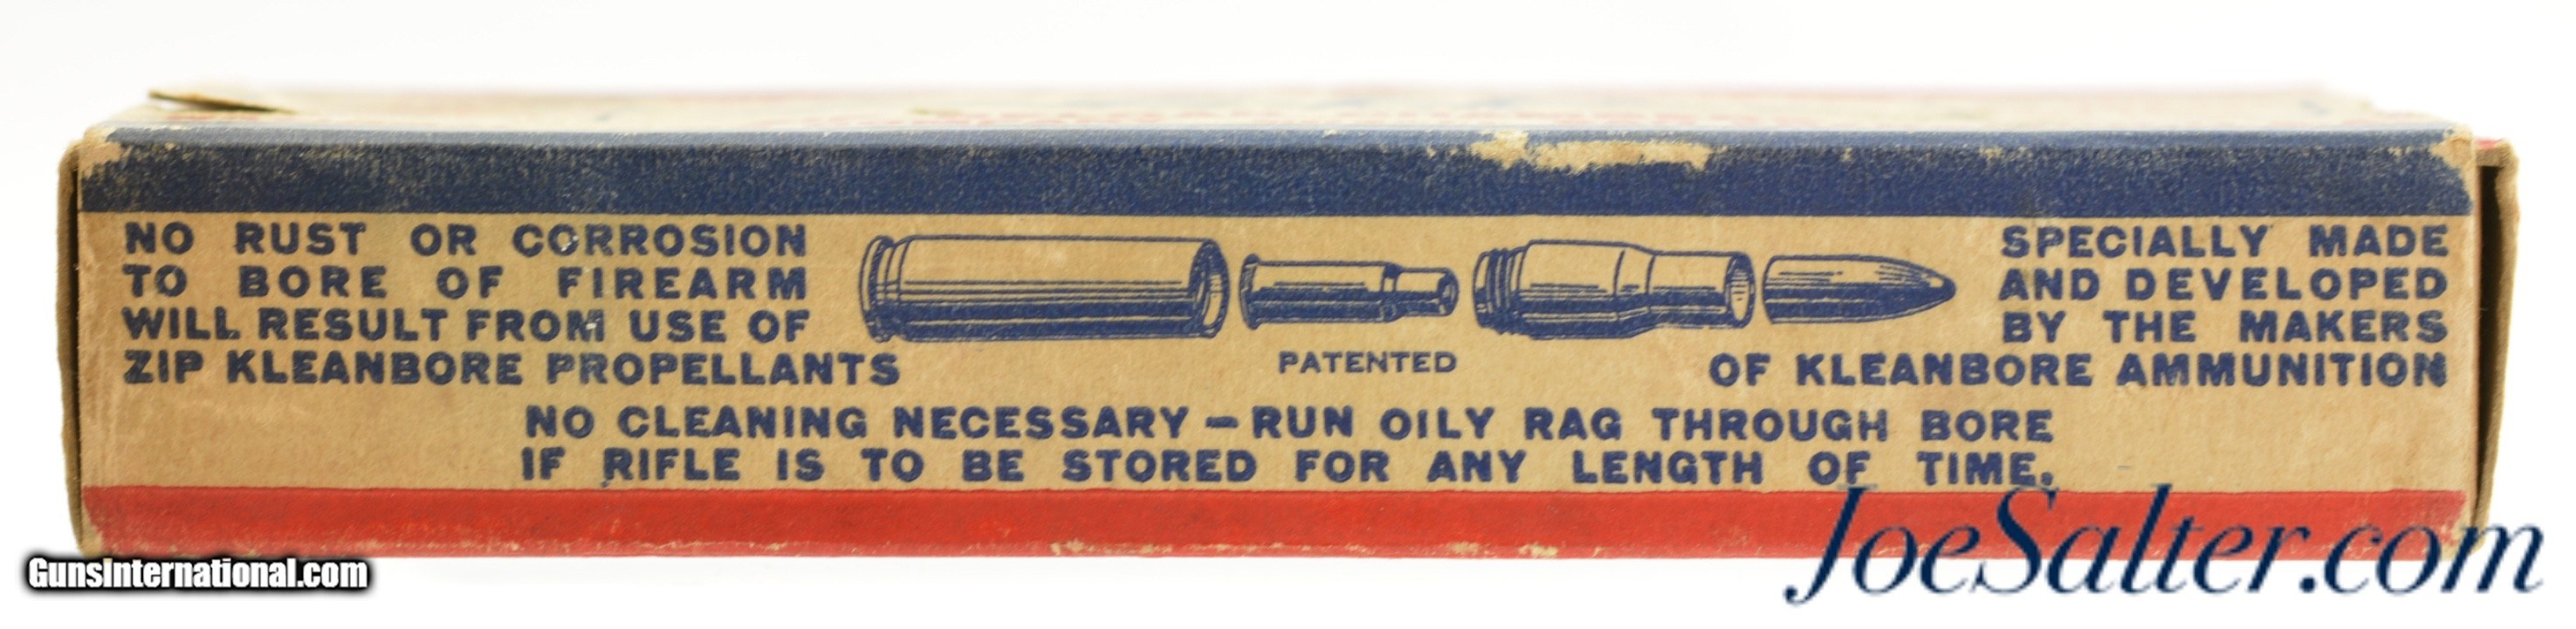 NO RUST OR CORROSION
TO BORE OF FIREARM
WILL RESULT FROM USE OF
ZIP KLEANBORE PROPELLANTS
PATENTED
SPECIALLY MADE
AND DEVELOPED
BY THE MAKERS
OF KLEANBORE AMMUNITION
NO CLEANING NECESSARY – RUN OILY RAG THROUGH BORE
IF RIFLE IS TO BE STORED FOR ANY LENGTH OF TIME.
GunsInternational.com
JoeSalter.com